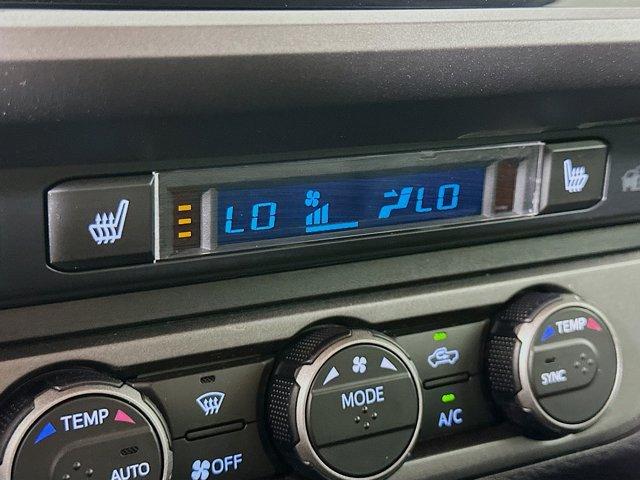 LO LO
TEMP
AUTO
OFF
MODE
A/C
TEMP
SYNC